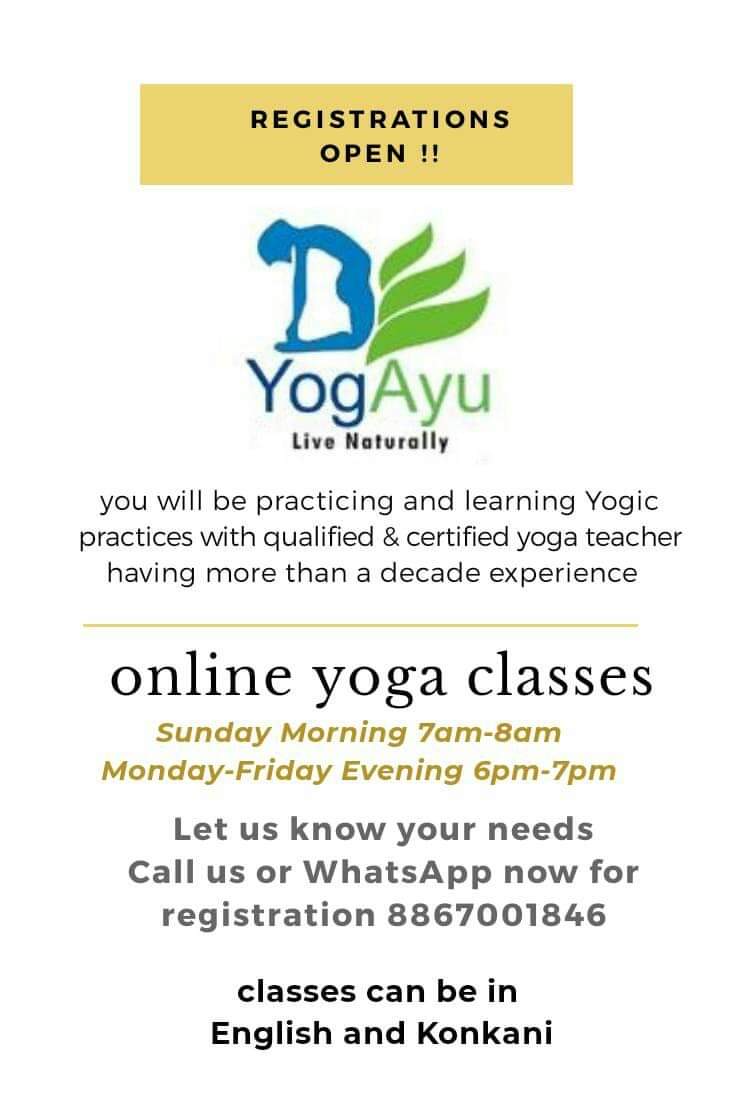 REGISTRATIONS
OPEN !!
YogAyu
Live Naturally
you will be practicing and learning Yogic
practices with qualified & certified yoga teacher
having more than a decade experience
online yoga classes
Sunday Morning 7am-8am
Monday-Friday Evening 6pm-7pm
Let us know your needs
Call us or WhatsApp now for
registration 8867001846
classes can be in
English and Konkani